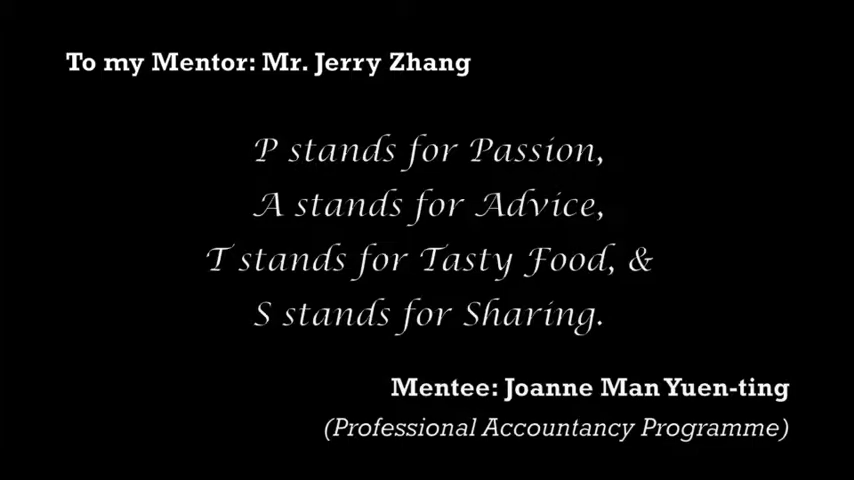 To my Mentor: Mr. Jerry Zhang
P stands for Passion,
A stands for Advice,
T stands for Tasty Food, &
S stands for Sharing.
Mentee: Joanne Man Yuen-ting
(Professional Accountancy Programme)